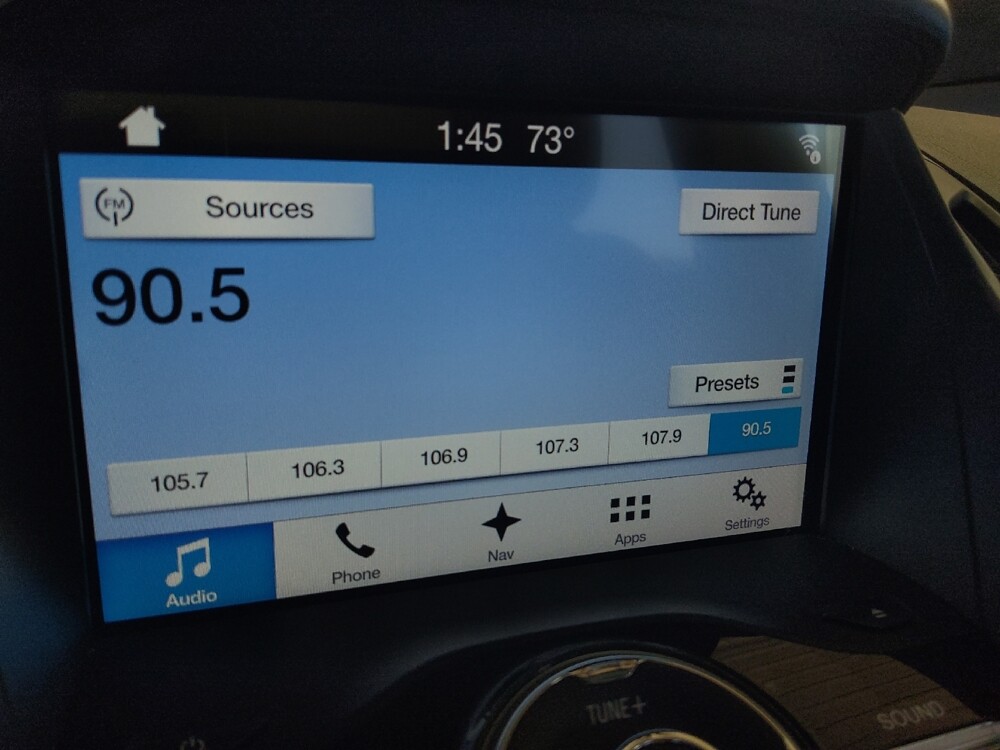 1:45 73°
FM Sources
Direct Tune
90.5
Presets
105.7 106.3 106.9 107.3 107.9 90.5
Audio Phone Nav Apps Settings
TUNE+
SOUND